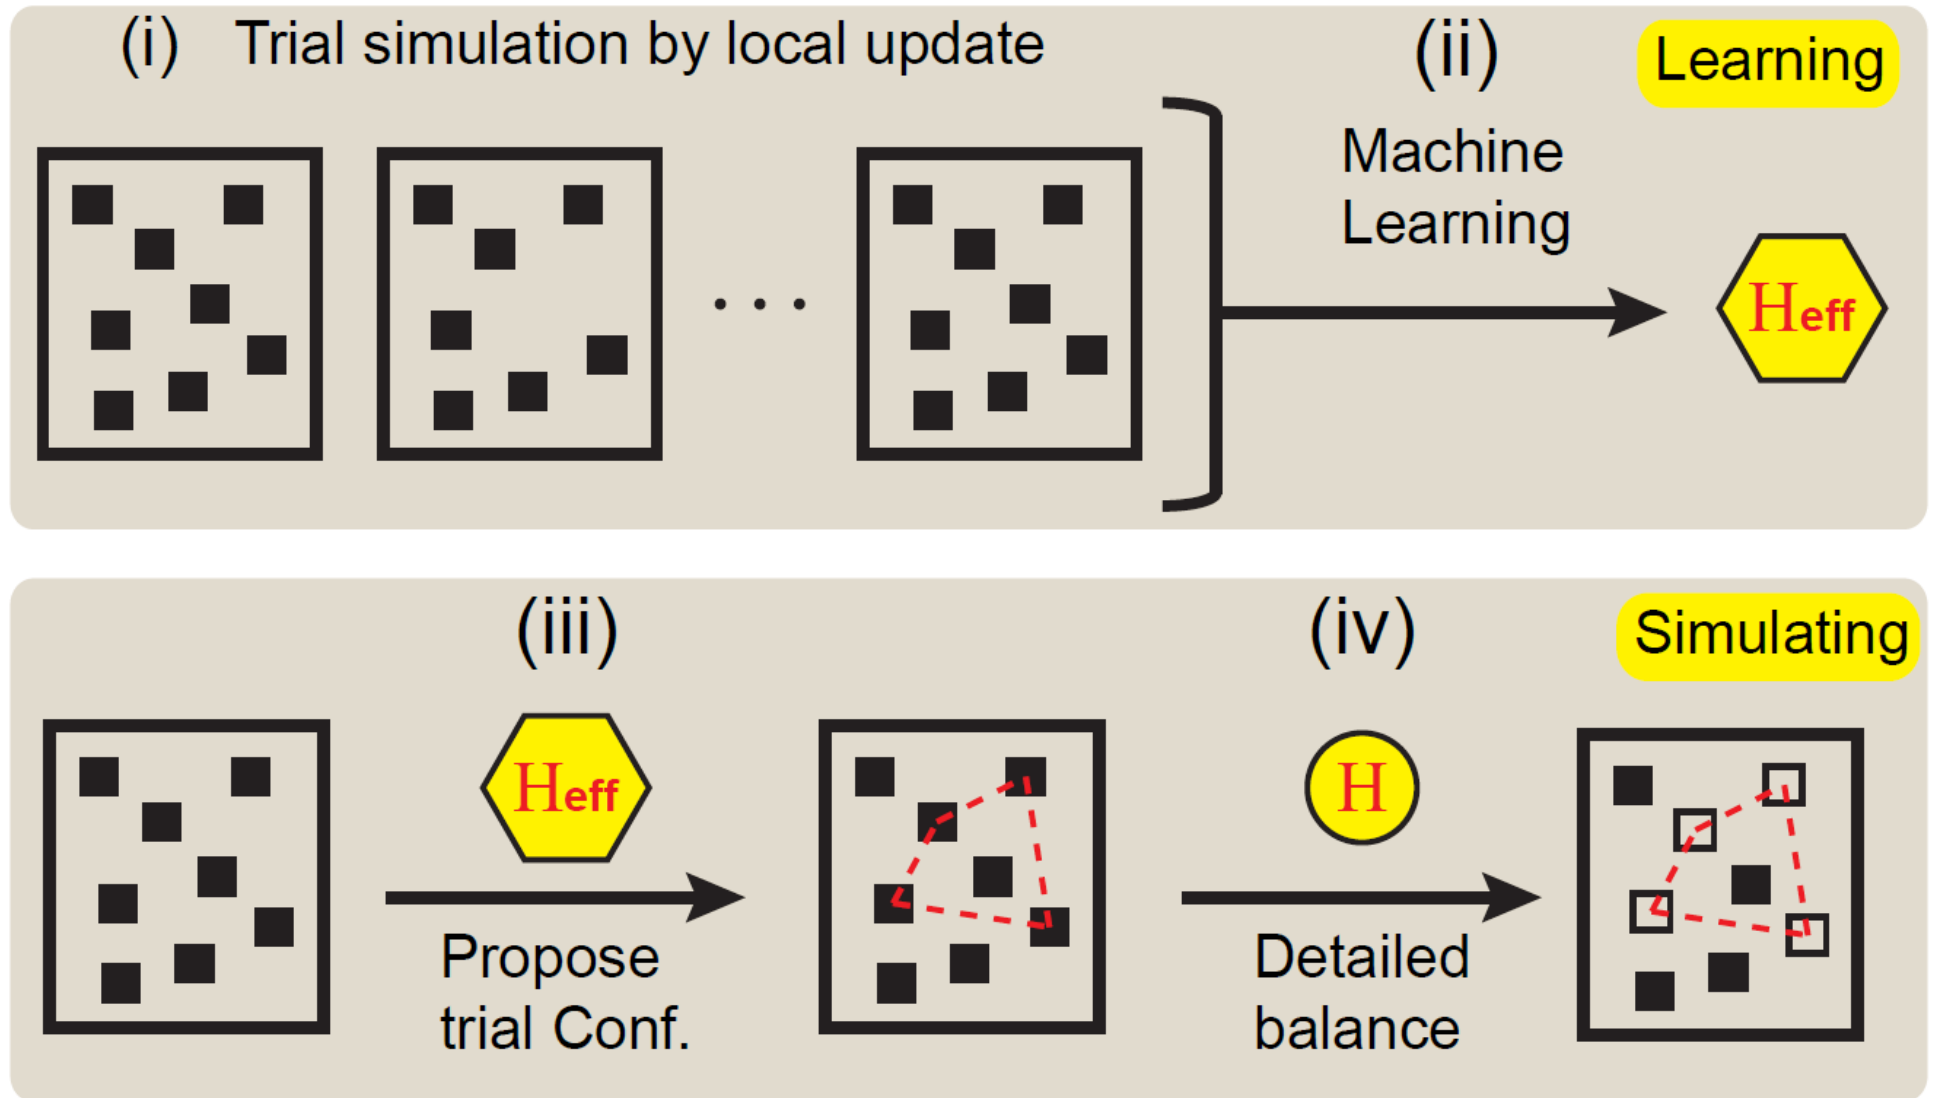 (i) Trial simulation by local update
(ii)
Learning
Machine
Learning
Heff
. . .
(iii)
(iv)
Simulating
Heff
H
Propose
trial Conf.
Detailed
balance